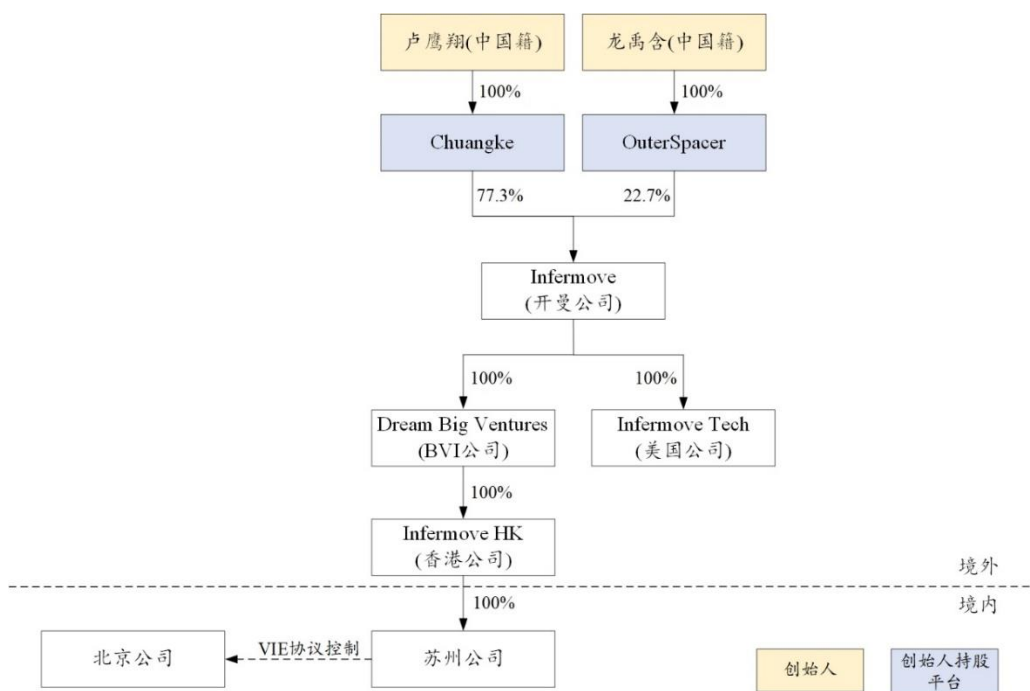 卢鹰翔(中国籍)
龙禹含(中国籍)
100%
100%
Chuangke
OuterSpacer
77.3%
22.7%
Infermove
(开曼公司)
100%
100%
Dream Big Ventures
(BVI公司)
Infermove Tech
(美国公司)
100%
Infermove HK
(香港公司)
境外
100%
境内
北京公司
VIE协议控制
苏州公司
创始人
创始人持股
平台